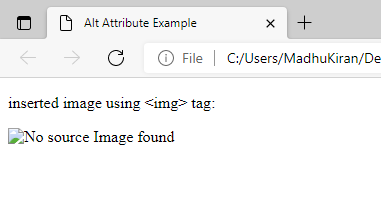 Alt Attribute Example
File
C:/Users/MadhuKiran/De
inserted image using <img> tag:
No source Image found